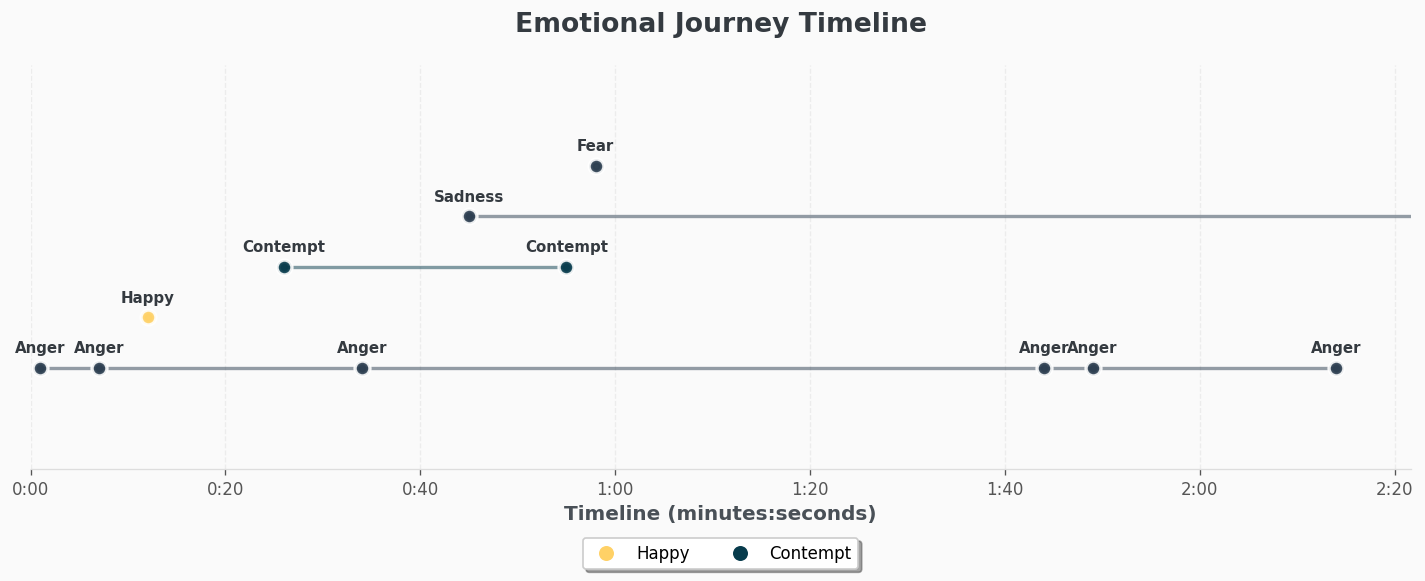 Emotional Journey Timeline
Fear
Sadness
Contempt Contempt
Happy
Anger Anger Anger Anger Anger Anger
0:00 0:20 0:40 1:00 1:20 1:40 2:00 2:20
Timeline (minutes:seconds)
Happy Contempt